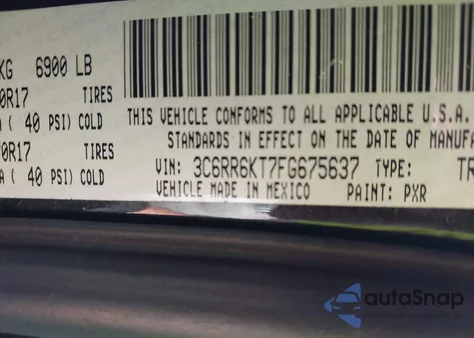 KG 6900 LB
0R17 TIRES
( 40 PSI) COLD
0R17 TIRES
( 40 PSI) COLD
THIS VEHICLE CONFORMS TO ALL APPLICABLE U.S.A.
STANDARDS IN EFFECT ON THE DATE OF MANUFA
VIN: 3C6RR6KT7FG675637 TYPE: TR
VEHICLE MADE IN MEXICO PAINT: PXR
autoSnap